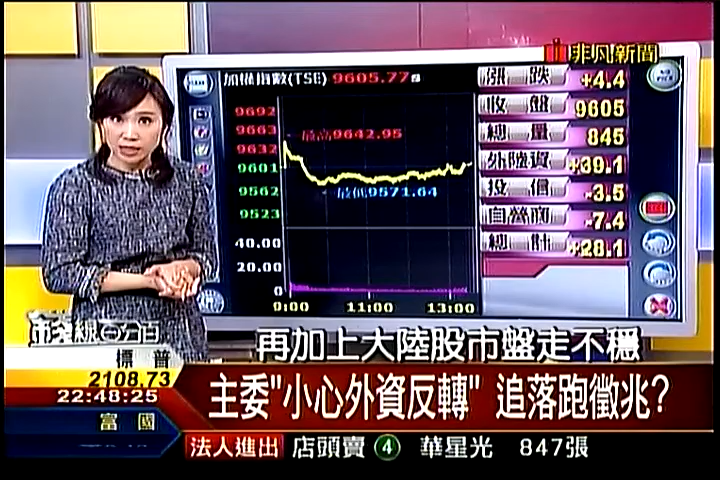 非凡新聞
加權指數(TSE) 9605.77
9692
9663
9632
9601
9562
9523
40.00
20.00
0
9:00 11:00 13:00
最高9642.95
最低9571.64
漲跌 +4.4
收盤 9605
總量 845
外陸資 +39.1
投信 -3.5
自營商 -7.4
總計 +28.1
再加上大陸股市盤走不穩
標普
2108.73
22:48:25
主委"小心外資反轉" 追落跑徵兆?
富國
法人進出 店頭賣 4 華星光 847張